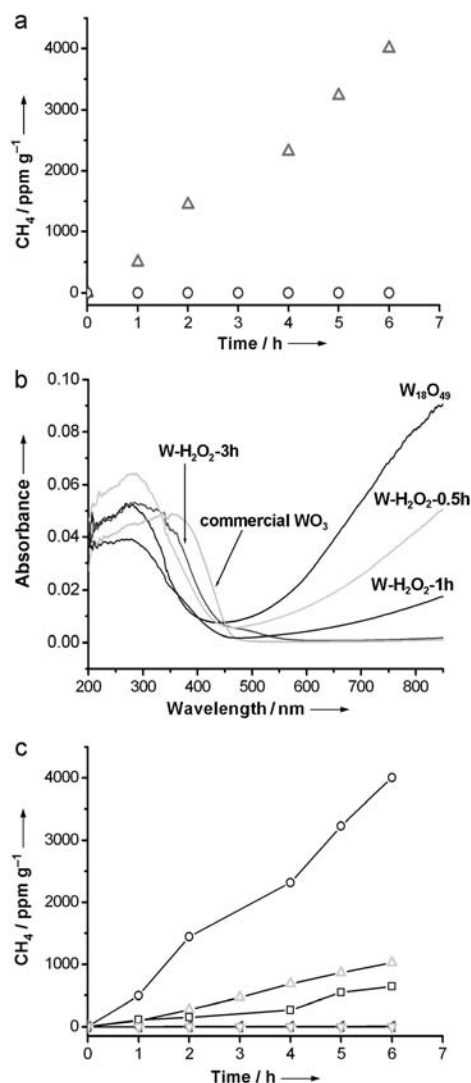 a
CH₄ / ppm g⁻¹ ⟶
4000
3000
2000
1000
0
0 1 2 3 4 5 6 7
Time / h ⟶
b
Absorbance ⟶
0.10
0.08
0.06
0.04
0.02
0.00
W₁₈O₄₉
W-H₂O₂-3h
commercial WO₃
W-H₂O₂-0.5h
W-H₂O₂-1h
200 300 400 500 600 700 800
Wavelength / nm ⟶
c
CH₄ / ppm g⁻¹ ⟶
4000
3000
2000
1000
0
0 1 2 3 4 5 6 7
Time / h ⟶